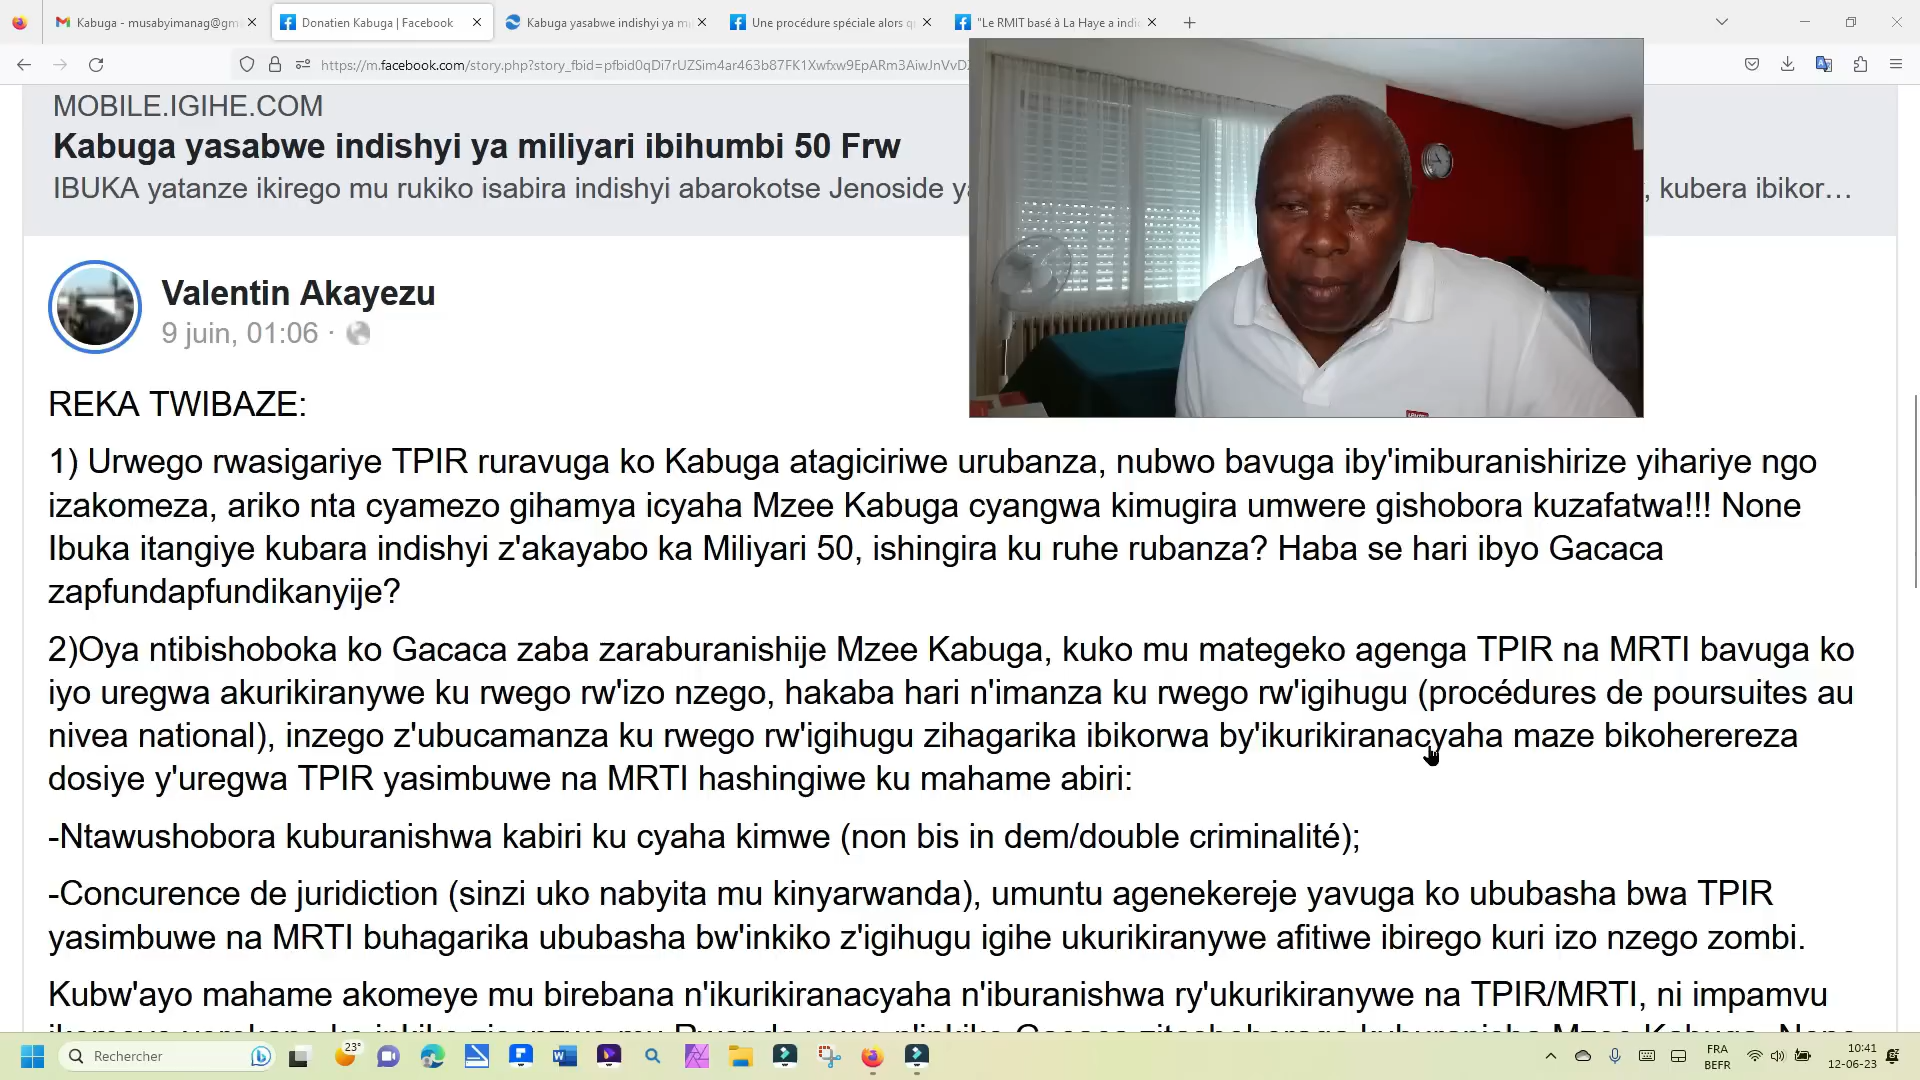 Kabuga - musabyimanag@gm
Donatien Kabuga | Facebook
Kabuga yasabwe indishyi ya m
Une procédure spéciale alors q
"Le RMIT basé à La Haye a indi
https://m.facebook.com/story.php?story_fbid=pfbid0qDi7rUZSim4ar463b87FK1Xwfxw9EpARm3AiwJnVvD
MOBILE.IGIHE.COM
Kabuga yasabwe indishyi ya miliyari ibihumbi 50 Frw
IBUKA yatanze ikirego mu rukiko isabira indishyi abarokotse Jenoside ya , kubera ibikor…
Valentin Akayezu
9 juin, 01:06 ·
REKA TWIBAZE:
1) Urwego rwasigariye TPIR ruravuga ko Kabuga atagiciriwe urubanza, nubwo bavuga iby'imiburanishirize yihariye ngo
izakomeza, ariko nta cyamezo gihamya icyaha Mzee Kabuga cyangwa kimugira umwere gishobora kuzafatwa!!! None
Ibuka itangiye kubara indishyi z'akayabo ka Miliyari 50, ishingira ku ruhe rubanza? Haba se hari ibyo Gacaca
zapfundapfundikanyije?
2)Oya ntibishoboka ko Gacaca zaba zaraburanishije Mzee Kabuga, kuko mu mategeko agenga TPIR na MRTI bavuga ko
iyo uregwa akurikiranywe ku rwego rw'izo nzego, hakaba hari n'imanza ku rwego rw'igihugu (procédures de poursuites au
nivea national), inzego z'ubucamanza ku rwego rw'igihugu zihagarika ibikorwa by'ikurikiranacyaha maze bikoherereza
dosiye y'uregwa TPIR yasimbuwe na MRTI hashingiwe ku mahame abiri:
-Ntawushobora kuburanishwa kabiri ku cyaha kimwe (non bis in dem/double criminalité);
-Concurence de juridiction (sinzi uko nabyita mu kinyarwanda), umuntu agenekereje yavuga ko ububasha bwa TPIR
yasimbuwe na MRTI buhagarika ububasha bw'inkiko z'igihugu igihe ukurikiranywe afitiwe ibirego kuri izo nzego zombi.
Kubw'ayo mahame akomeye mu birebana n'ikurikiranacyaha n'iburanishwa ry'ukurikiranywe na TPIR/MRTI, ni impamvu
Rechercher
23°
FRA
BEFR
10:41
12-06-23